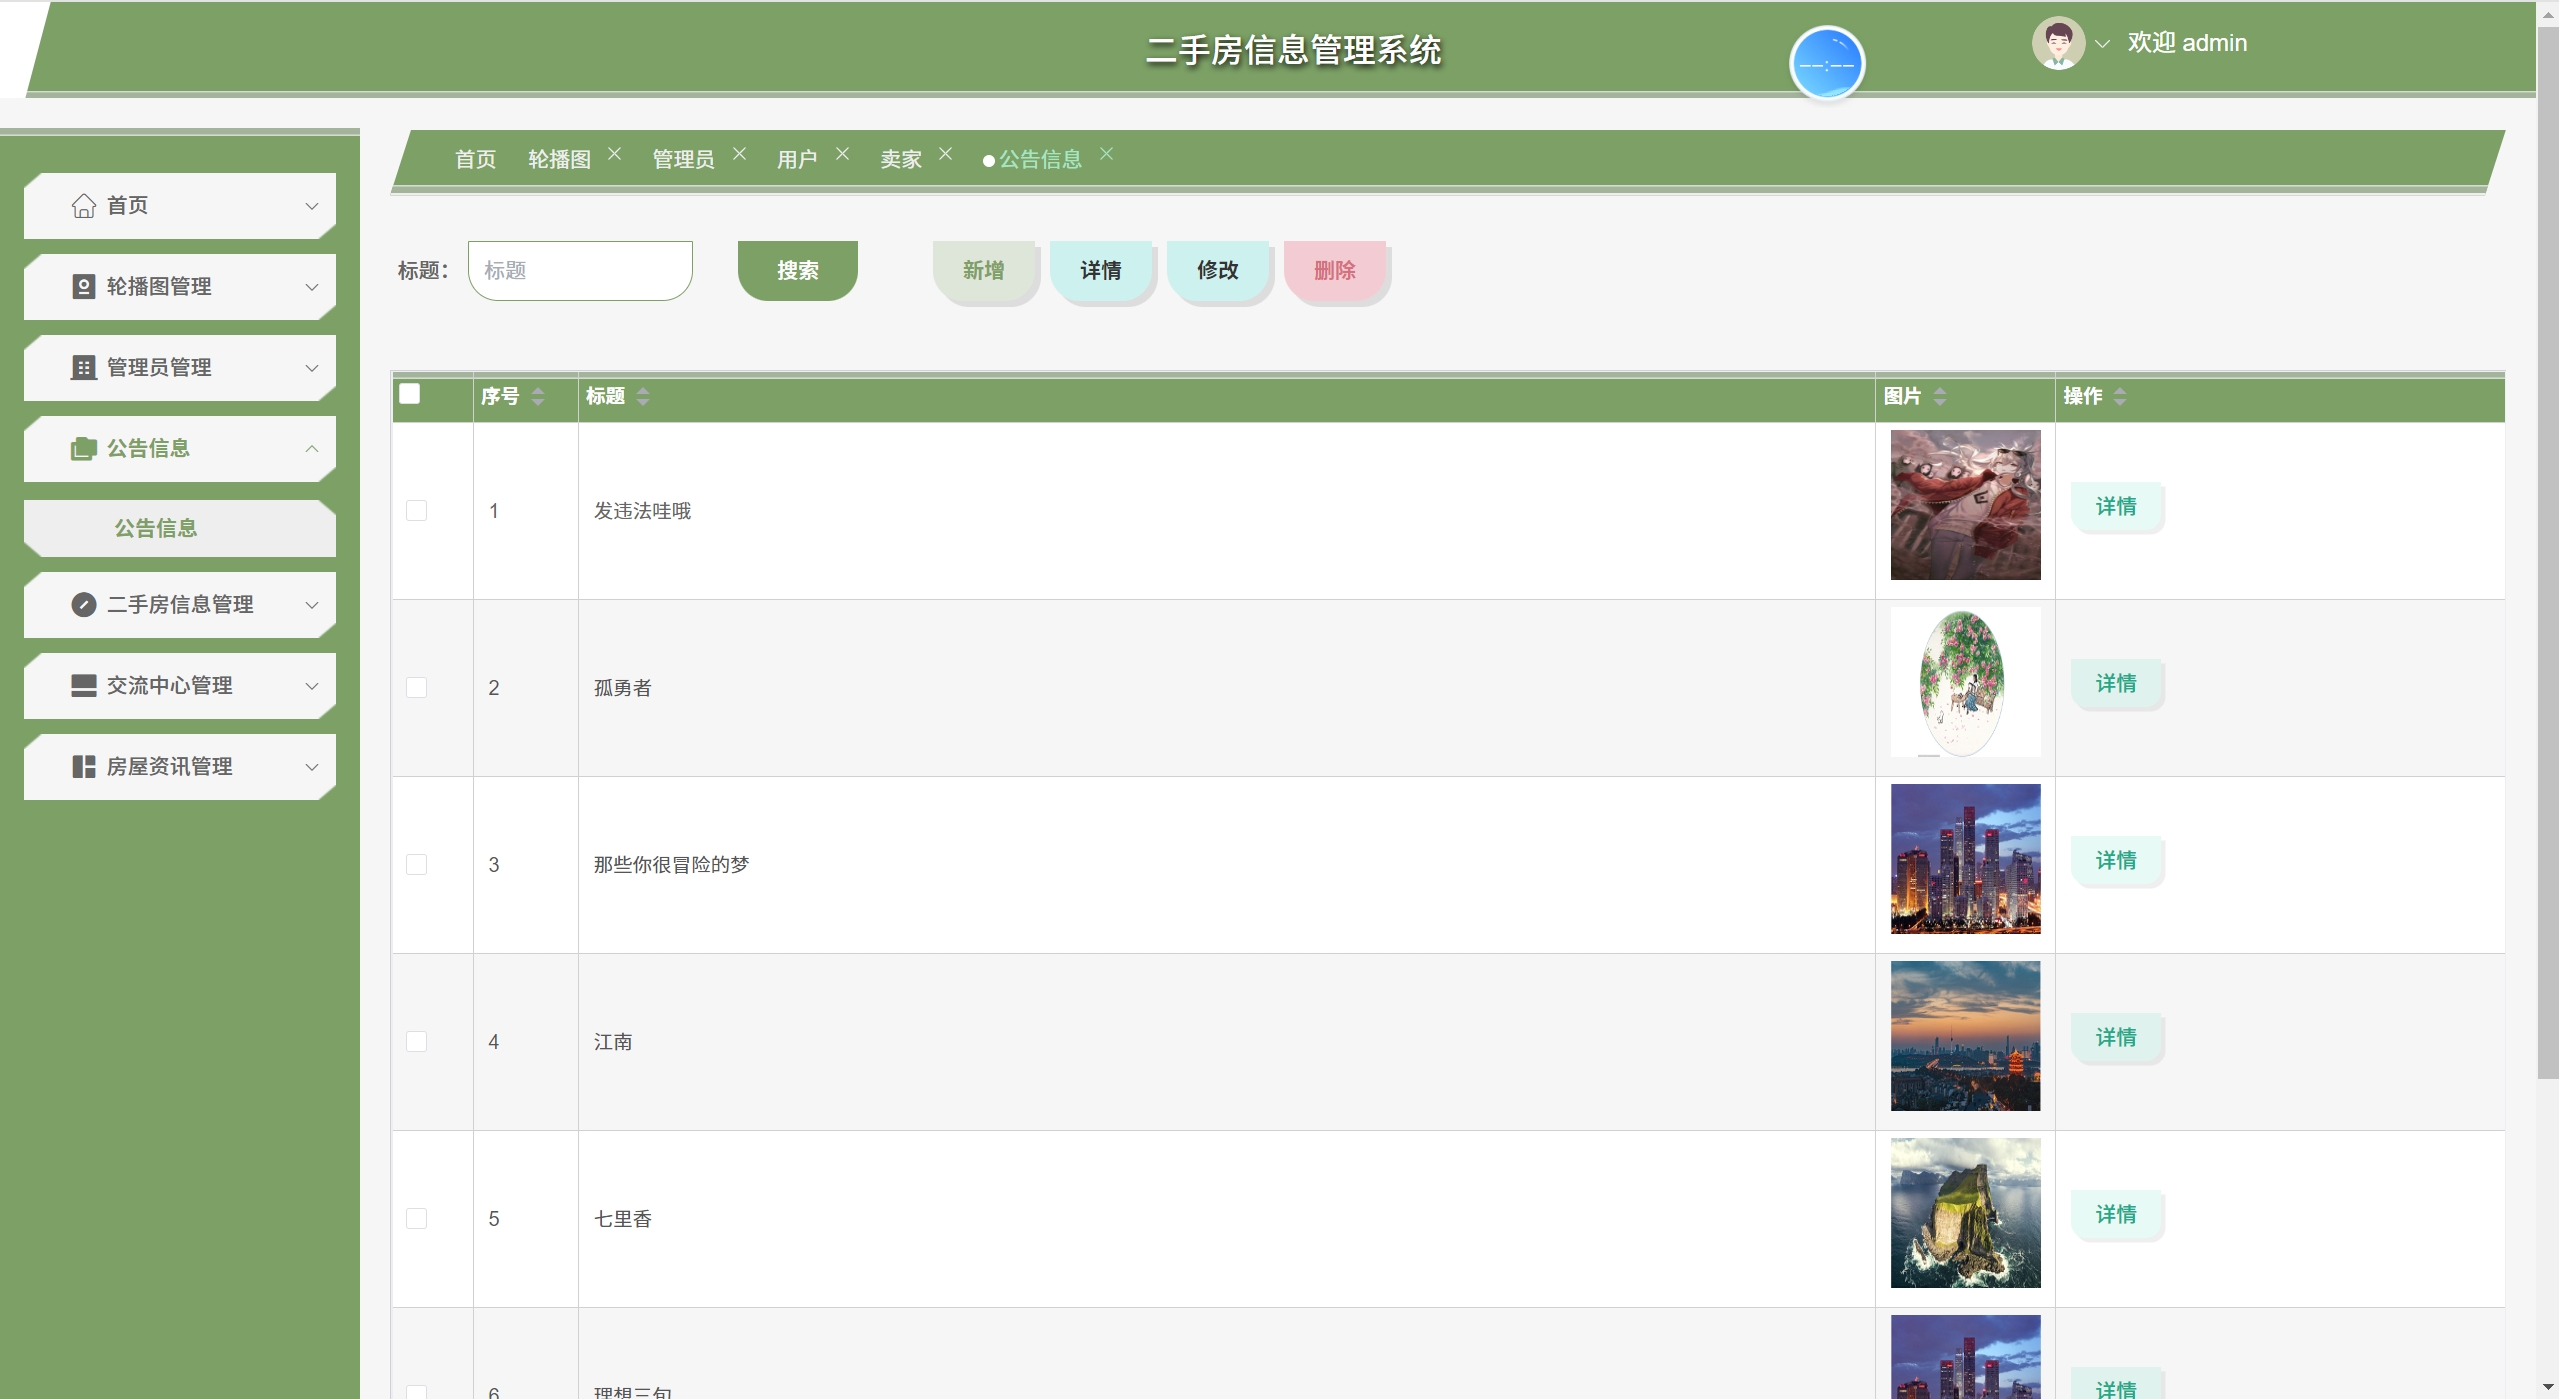 二手房信息管理系统
--:--
欢迎 admin
首页 轮播图 管理员 用户 卖家 公告信息
首页
轮播图管理
管理员管理
公告信息
公告信息
二手房信息管理
交流中心管理
房屋资讯管理
标题： 标题 搜索 新增 详情 修改 删除
序号 标题 图片 操作
1 发违法哇哦 详情
2 孤勇者 详情
3 那些你很冒险的梦 详情
4 江南 详情
5 七里香 详情
6 理想三旬 详情